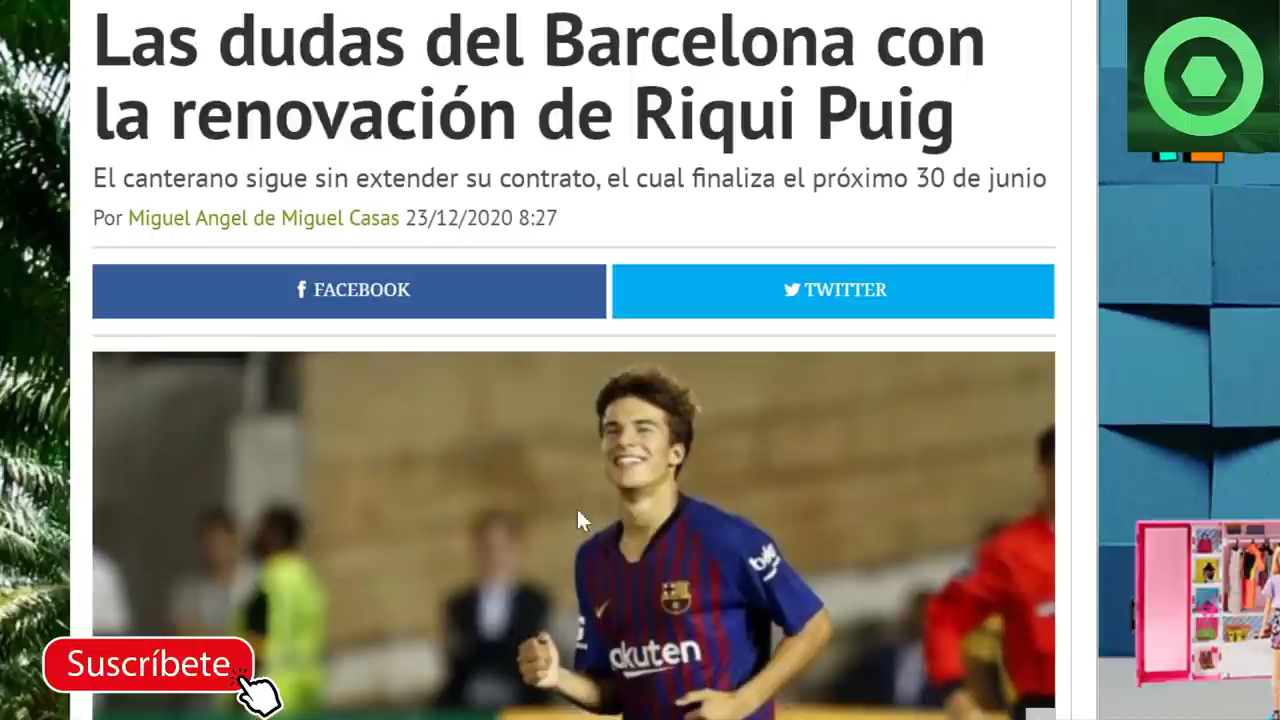 Las dudas del Barcelona con
la renovación de Riqui Puig
El canterano sigue sin extender su contrato, el cual finaliza el próximo 30 de junio
Por Miguel Angel de Miguel Casas 23/12/2020 8:27
FACEBOOK
TWITTER
beko
Rakuten
Suscríbete